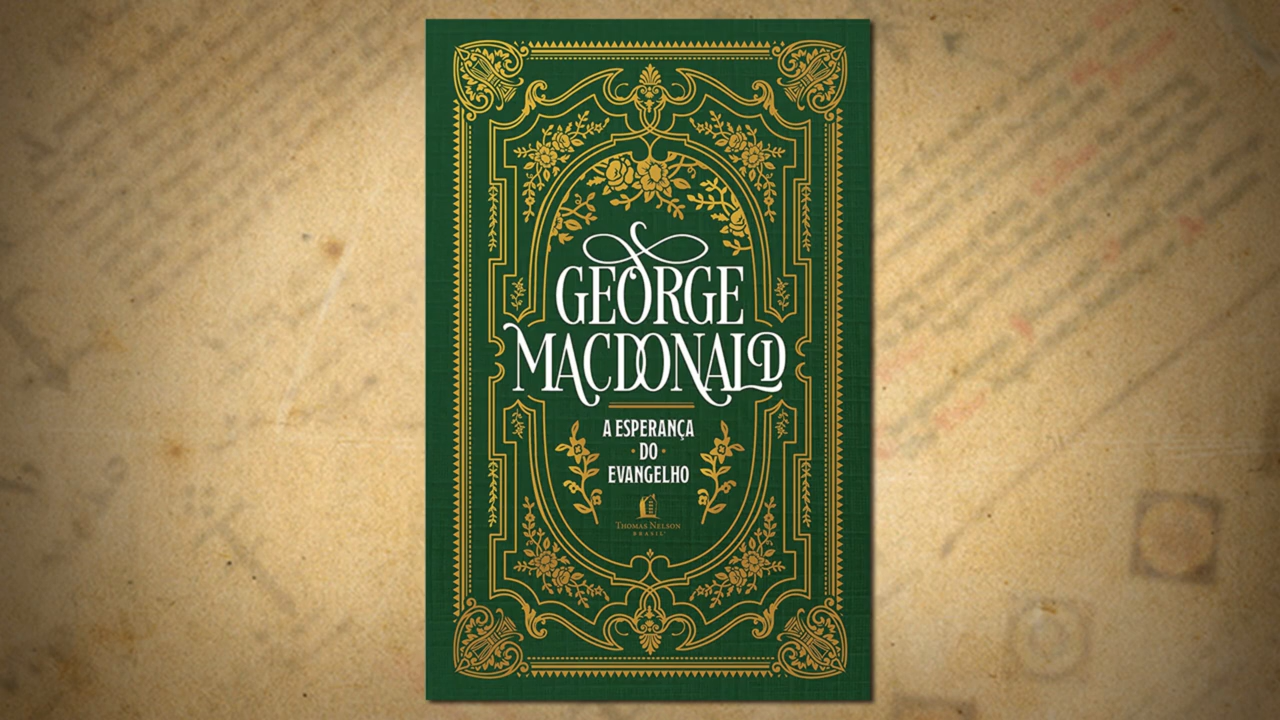 GEORGE
MACDONALD
A ESPERANÇA
DO
EVANGELHO
THOMAS NELSON
BRASIL